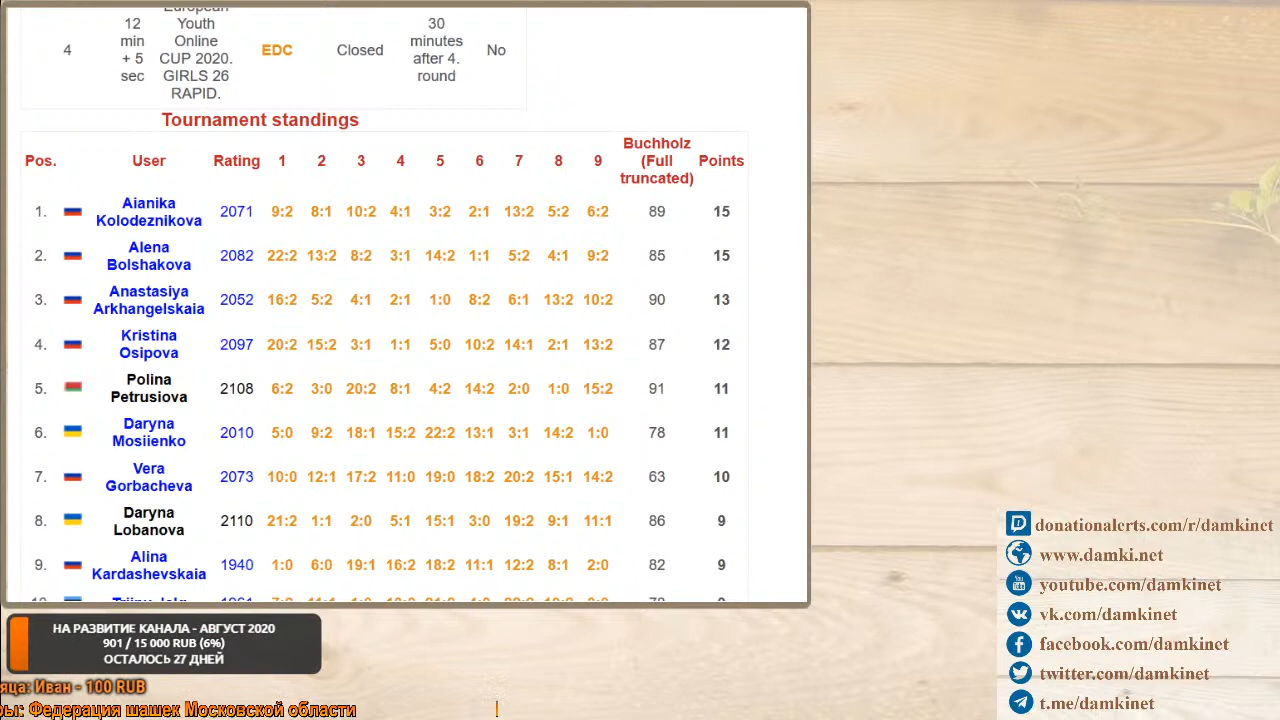 European
12 Youth 30
min Online minutes
4 + 5 CUP 2020. EDC Closed after 4. No
sec GIRLS 26 round
RAPID.
Tournament standings
Pos. User Rating 1 2 3 4 5 6 7 8 9 Buchholz (Full truncated) Points
1. Aianika Kolodeznikova 2071 9:2 8:1 10:2 4:1 3:2 2:1 13:2 5:2 6:2 89 15
2. Alena Bolshakova 2082 22:2 13:2 8:2 3:1 14:2 1:1 5:2 4:1 9:2 85 15
3. Anastasiya Arkhangelskaia 2052 16:2 5:2 4:1 2:1 1:0 8:2 6:1 13:2 10:2 90 13
4. Kristina Osipova 2097 20:2 15:2 3:1 1:1 5:0 10:2 14:1 2:1 13:2 87 12
5. Polina Petrusiova 2108 6:2 3:0 20:2 8:1 4:2 14:2 2:0 1:0 15:2 91 11
6. Daryna Mosiienko 2010 5:0 9:2 18:1 15:2 22:2 13:1 3:1 14:2 1:0 78 11
7. Vera Gorbacheva 2073 10:0 12:1 17:2 11:0 19:0 18:2 20:2 15:1 14:2 63 10
8. Daryna Lobanova 2110 21:2 1:1 2:0 5:1 15:1 3:0 19:2 9:1 11:1 86 9
9. Alina Kardashevskaia 1940 1:0 6:0 19:1 16:2 18:2 11:1 12:2 8:1 2:0 82 9
НА РАЗВИТИЕ КАНАЛА - АВГУСТ 2020
901 / 15 000 RUB (6%)
ОСТАЛОСЬ 27 ДНЕЙ
яца: Иван - 100 RUB
ры: Федерация шашек Московской области
donationalerts.com/r/damkinet
www.damki.net
youtube.com/damkinet
vk.com/damkinet
facebook.com/damkinet
twitter.com/damkinet
t.me/damkinet